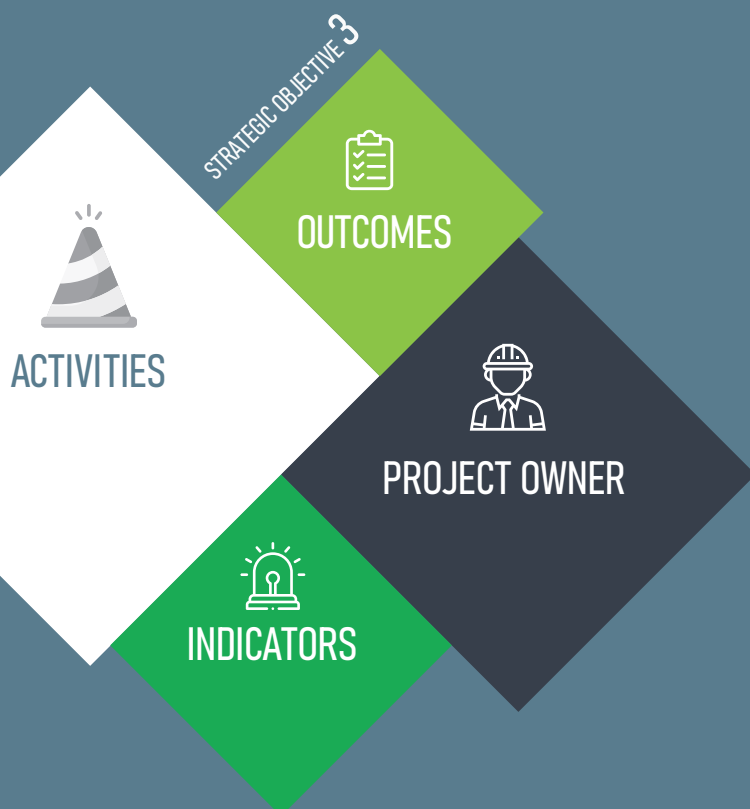 STRATEGIC OBJECTIVE 3
OUTCOMES
ACTIVITIES
PROJECT OWNER
INDICATORS